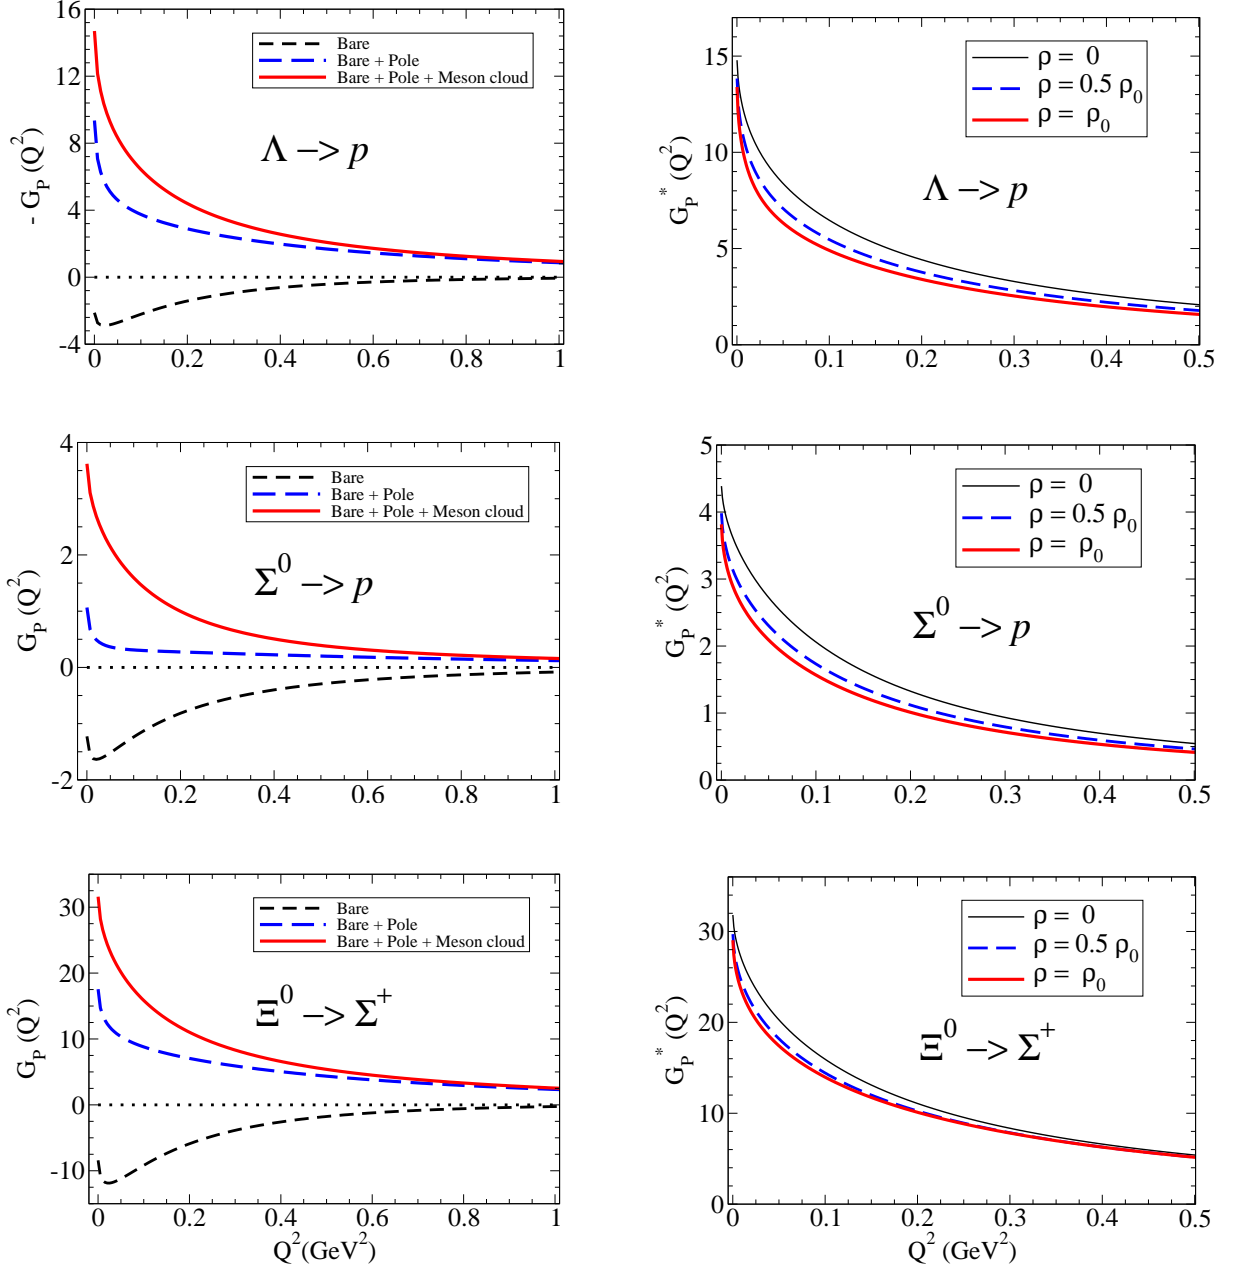 16
12
8
4
0
-4
- G_P (Q^2)
Bare
Bare + Pole
Bare + Pole + Meson cloud
Λ –> p
0 0.2 0.4 0.6 0.8 1
15
10
5
0
G_P^* (Q^2)
ρ = 0
ρ = 0.5 ρ_0
ρ = ρ_0
Λ –> p
0 0.1 0.2 0.3 0.4 0.5
4
2
0
-2
G_P (Q^2)
Bare
Bare + Pole
Bare + Pole + Meson cloud
Σ^0 –> p
0 0.2 0.4 0.6 0.8 1
5
4
3
2
1
0
G_P^* (Q^2)
ρ = 0
ρ = 0.5 ρ_0
ρ = ρ_0
Σ^0 –> p
0 0.1 0.2 0.3 0.4 0.5
30
20
10
0
-10
G_P (Q^2)
Bare
Bare + Pole
Bare + Pole + Meson cloud
Ξ^0 –> Σ^+
0 0.2 0.4 0.6 0.8 1
Q^2(GeV^2)
30
20
10
0
G_P^* (Q^2)
ρ = 0
ρ = 0.5 ρ_0
ρ = ρ_0
Ξ^0 –> Σ^+
0 0.1 0.2 0.3 0.4 0.5
Q^2 (GeV^2)